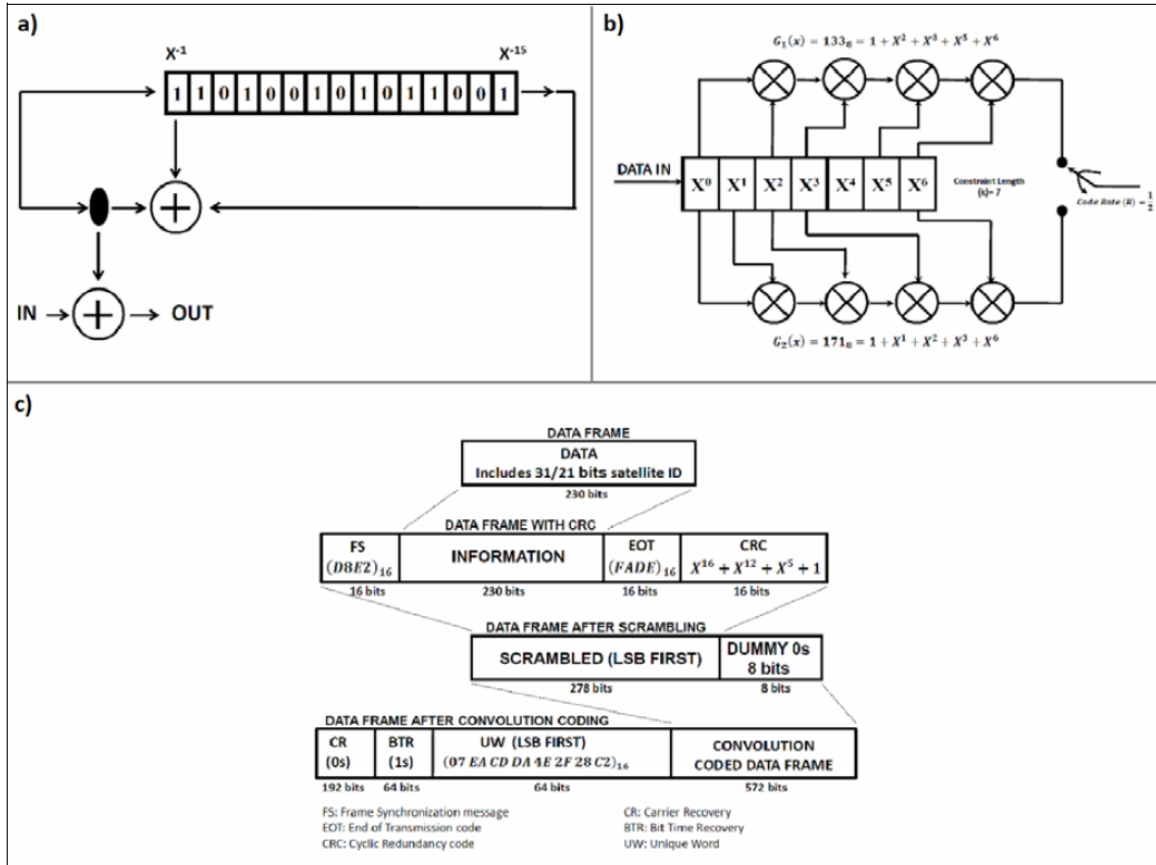 a)
X⁻¹ X⁻¹⁵
1 1 0 1 0 0 1 0 1 0 1 1 0 0 1
IN OUT
b)
G₁(x) = 133₈ = 1 + X² + X³ + X⁵ + X⁶
DATA IN
X⁰ X¹ X² X³ X⁴ X⁵ X⁶
Constraint Length
(k)= 7
Code Rate (R) = 1/2
G₂(x) = 171₈ = 1 + X¹ + X² + X³ + X⁶
c)
DATA FRAME
DATA
Includes 31/21 bits satellite ID
230 bits
DATA FRAME WITH CRC
FS
(D8E2)₁₆
16 bits
INFORMATION
230 bits
EOT
(FADE)₁₆
16 bits
CRC
X¹⁶ + X¹² + X⁵ + 1
16 bits
DATA FRAME AFTER SCRAMBLING
SCRAMBLED (LSB FIRST)
278 bits
DUMMY 0s
8 bits
8 bits
DATA FRAME AFTER CONVOLUTION CODING
CR
(0s)
192 bits
BTR
(1s)
64 bits
UW (LSB FIRST)
(07 EA CD DA 4E 2F 28 C2)₁₆
64 bits
CONVOLUTION
CODED DATA FRAME
572 bits
FS: Frame Synchronization message
EOT: End of Transmission code
CRC: Cyclic Redundancy code
CR: Carrier Recovery
BTR: Bit Time Recovery
UW: Unique Word